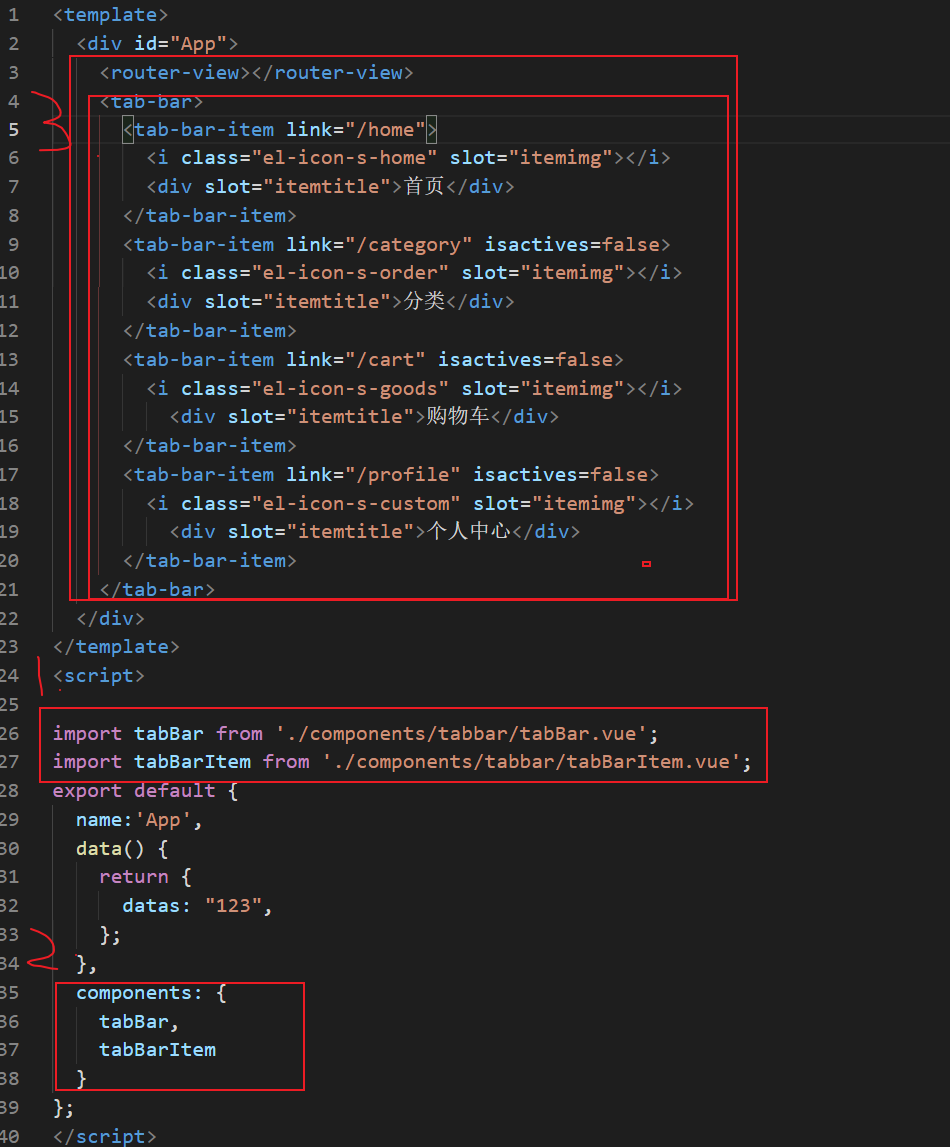 1 <template>
2 <div id="App">
3 <router-view></router-view>
4 <tab-bar>
5 <tab-bar-item link="/home">
6 <i class="el-icon-s-home" slot="itemimg"></i>
7 <div slot="itemtitle">首页</div>
8 </tab-bar-item>
9 <tab-bar-item link="/category" isactives=false>
10 <i class="el-icon-s-order" slot="itemimg"></i>
11 <div slot="itemtitle">分类</div>
12 </tab-bar-item>
13 <tab-bar-item link="/cart" isactives=false>
14 <i class="el-icon-s-goods" slot="itemimg"></i>
15 <div slot="itemtitle">购物车</div>
16 </tab-bar-item>
17 <tab-bar-item link="/profile" isactives=false>
18 <i class="el-icon-s-custom" slot="itemimg"></i>
19 <div slot="itemtitle">个人中心</div>
20 </tab-bar-item>
21 </tab-bar>
22 </div>
23 </template>
24 <script>
25
26 import tabBar from './components/tabbar/tabBar.vue';
27 import tabBarItem from './components/tabbar/tabBarItem.vue';
28 export default {
29 name:'App',
30 data() {
31 return {
32 datas: "123",
33 };
34 },
35 components: {
36 tabBar,
37 tabBarItem
38 }
39 };
40 </script>